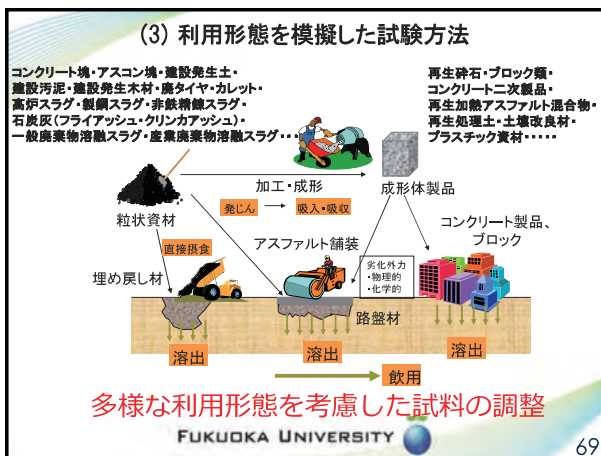 (3) 利用形態を模擬した試験方法
コンクリート塊・アスコン塊・建設発生土・
建設汚泥・建設発生木材・廃タイヤ・カレット・
高炉スラグ・製鋼スラグ・非鉄精錬スラグ・
石炭灰(フライアッシュ・クリンカアッシュ)・
一般廃棄物溶融スラグ・産業廃棄物溶融スラグ・・・
再生砕石・ブロック類・
コンクリート二次製品・
再生加熱アスファルト混合物・
再生処理土・土壌改良材・
プラスチック資材・・・・・
加工・成形
成形体製品
発じん
吸入・吸収
粒状資材
コンクリート製品、
ブロック
直接摂食
アスファルト舗装
劣化外力
・物理的
・化学的
埋め戻し材
路盤材
溶出
溶出
溶出
飲用
多様な利用形態を考慮した試料の調整
FUKUOKA UNIVERSITY
69